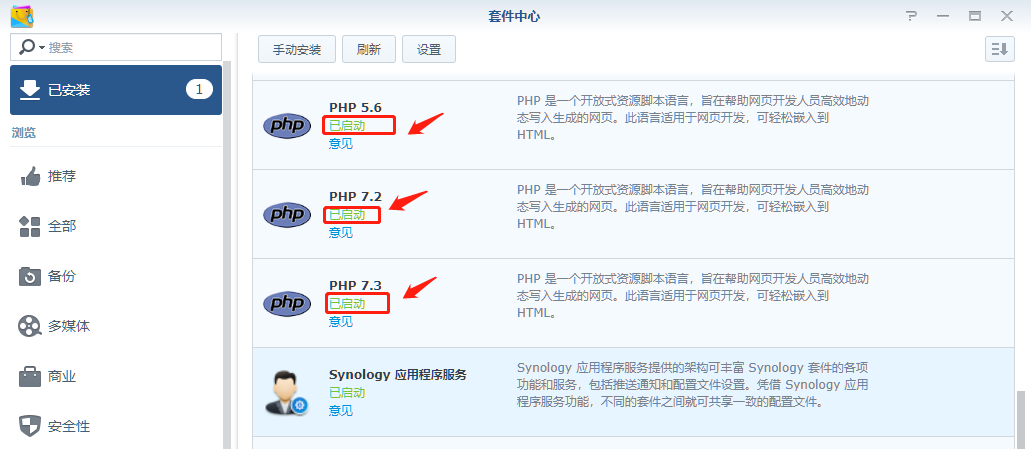 套件中心
搜索
手动安装
刷新
设置
已安装
1
浏览
推荐
全部
备份
多媒体
商业
安全性
php
PHP 5.6
已启动
意见
PHP 是一个开放式资源脚本语言，旨在帮助网页开发人员高效地动
态写入生成的网页。此语言适用于网页开发，可轻松嵌入到
HTML。
php
PHP 7.2
已启动
意见
PHP 是一个开放式资源脚本语言，旨在帮助网页开发人员高效地动
态写入生成的网页。此语言适用于网页开发，可轻松嵌入到
HTML。
php
PHP 7.3
已启动
意见
PHP 是一个开放式资源脚本语言，旨在帮助网页开发人员高效地动
态写入生成的网页。此语言适用于网页开发，可轻松嵌入到
HTML。
Synology 应用程序服务
已启动
意见
Synology 应用程序服务提供的架构可丰富 Synology 套件的各项
功能和服务，包括推送通知和配置文件设置。凭借 Synology 应用
程序服务功能，不同的套件之间就可共享一致的配置文件。